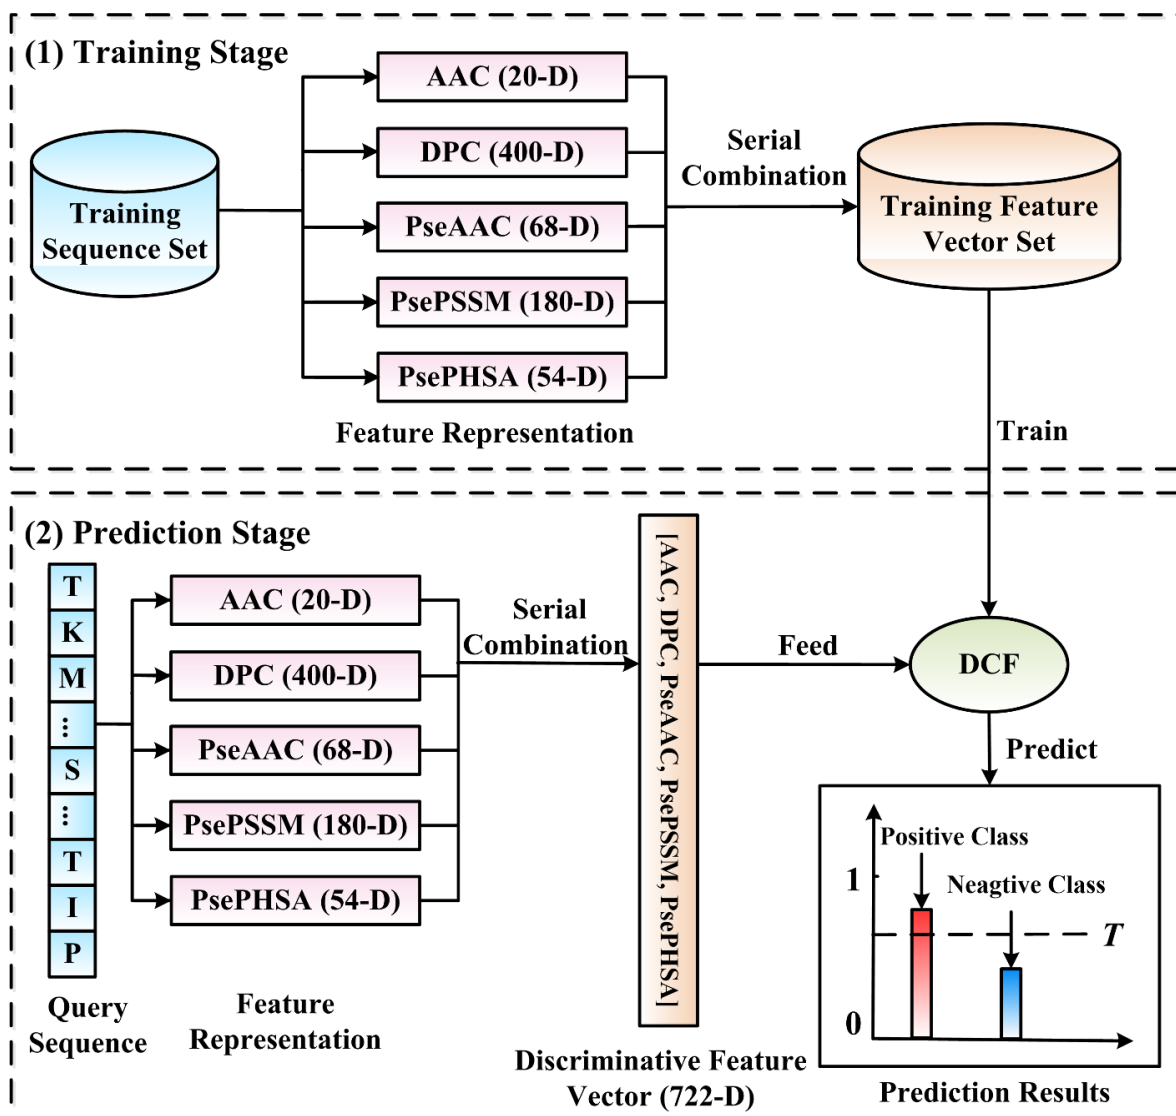 (1) Training Stage
AAC (20-D)
DPC (400-D)
PseAAC (68-D)
PsePSSM (180-D)
PsePHSA (54-D)
Training
Sequence Set
Feature Representation
Serial
Combination
Training Feature
Vector Set
Train
(2) Prediction Stage
T
K
M
...
S
...
T
I
P
Query
Sequence
AAC (20-D)
DPC (400-D)
PseAAC (68-D)
PsePSSM (180-D)
PsePHSA (54-D)
Feature
Representation
Serial
Combination
[AAC, DPC, PseAAC, PsePSSM, PsePHSA]
Discriminative Feature
Vector (722-D)
Feed
DCF
Predict
Positive Class
1
Neagtive Class
T
0
Prediction Results